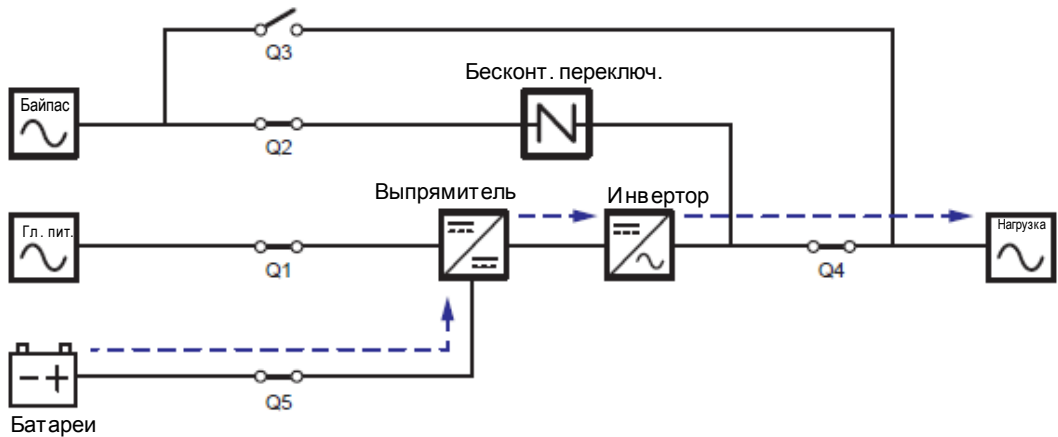 Q3
Бесконт. переключ.
Байпас
Q2
Выпрямитель
Инвертор
Гл. пит.
Нагрузка
Q1
Q4
Q5
Батареи